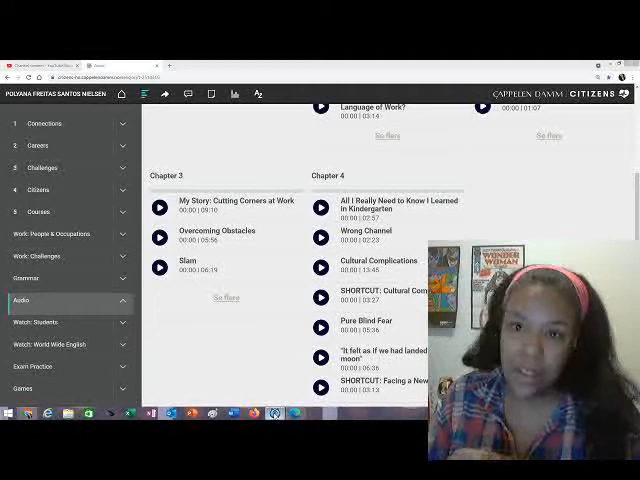 POLYANA FREITAS SANTOS NIELSEN
CAPPELEN DAMM
CITIZENS
1 Connections
2 Careers
3 Challenges
4 Citizens
5 Courses
Work: People & Occupations
Work: Challenges
Grammar
Audio
Watch: Students
Watch: World Wide English
Exam Practice
Games
Language of Work?
00:00 | 03:14
00:00 | 01:07
Se flere
Se flere
Chapter 3
My Story: Cutting Corners at Work
00:00 | 09:10
Overcoming Obstacles
00:00 | 05:56
Slam
00:00 | 06:19
Se flere
Chapter 4
All I Really Need to Know I Learned
in Kindergarten
00:00 | 02:57
Wrong Channel
00:00 | 02:23
Cultural Complications
00:00 | 13:45
SHORTCUT: Cultural Com
00:00 | 03:27
Pure Blind Fear
00:00 | 05:36
"It felt as if we had landed
moon"
00:00 | 06:36
SHORTCUT: Facing a New
00:00 | 03:13
WONDER
WOMAN